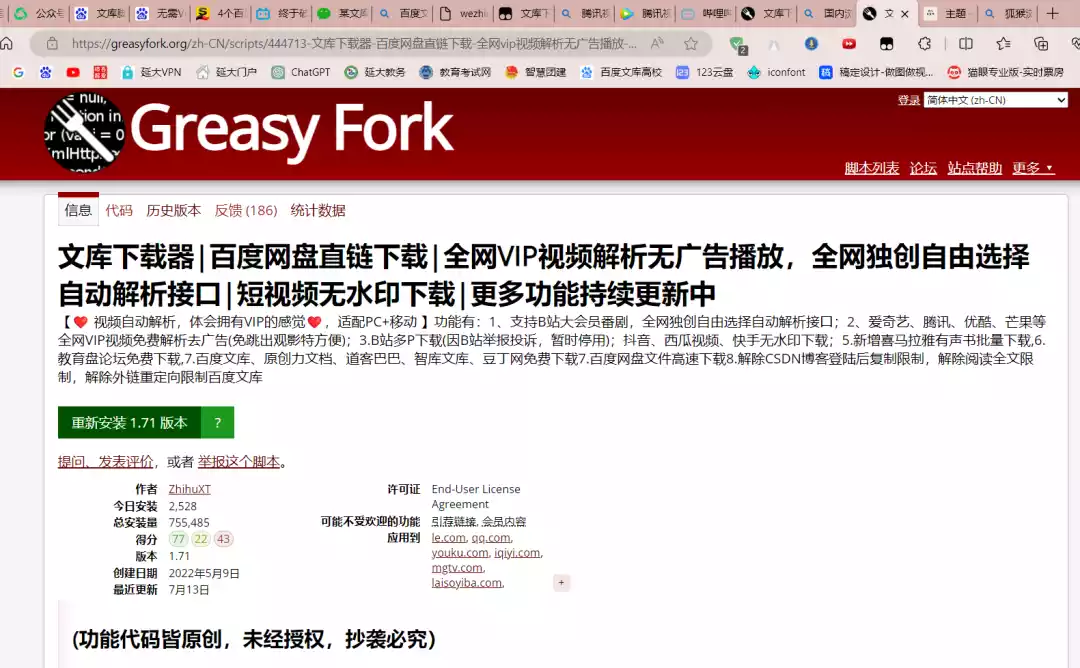 公众号
百度
文库
无需V
4个百
终于破
某文库
百度文
wezhi
文库下
腾讯视
腾讯视
哔哩
文库下
国内
文
主题
狐猴
https://greasyfork.org/zh-CN/scripts/444713-文库下载器-百度网盘直链下载-全网vip视频解析无广告播放-...
2
延大VPN
延大门户
ChatGPT
延大教务
教育考试网
智慧团建
百度文库高校
123云盘
iconfont
稿定设计-做图做视...
猫眼专业版-实时票房
Greasy Fork
登录 简体中文 (zh-CN)
脚本列表 论坛 站点帮助 更多
信息 代码 历史版本 反馈 (186) 统计数据
文库下载器|百度网盘直链下载|全网VIP视频解析无广告播放，全网独创自由选择
自动解析接口|短视频无水印下载|更多功能持续更新中
【❤️ 视频自动解析，体会拥有VIP的感觉❤️，适配PC+移动 】功能有：1、支持B站大会员番剧，全网独创自由选择自动解析接口；2、爱奇艺、腾讯、优酷、芒果等
全网VIP视频免费解析去广告(免跳出观影特方便)；3.B站多P下载(因B站举报投诉，暂时停用)；抖音、西瓜视频、快手无水印下载；5.新增喜马拉雅有声书批量下载,6.
教育盘论坛免费下载,7.百度文库、原创力文档、道客巴巴、智库文库、豆丁网免费下载7.百度网盘文件高速下载8.解除CSDN博客登陆后复制限制，解除阅读全文限
制，解除外链重定向限制百度文库
重新安装 1.71 版本 ?
提问、发表评价，或者 举报这个脚本。
作者 ZhihuXT
今日安装 2,528
总安装量 755,485
得分 77 22 43
版本 1.71
创建日期 2022年5月9日
最近更新 7月13日
许可证 End-User License
Agreement
可能不受欢迎的功能 引荐链接, 会员内容
应用到 le.com, qq.com,
youku.com, iqiyi.com,
mgtv.com,
laisoyiba.com,
+
(功能代码皆原创，未经授权，抄袭必究)